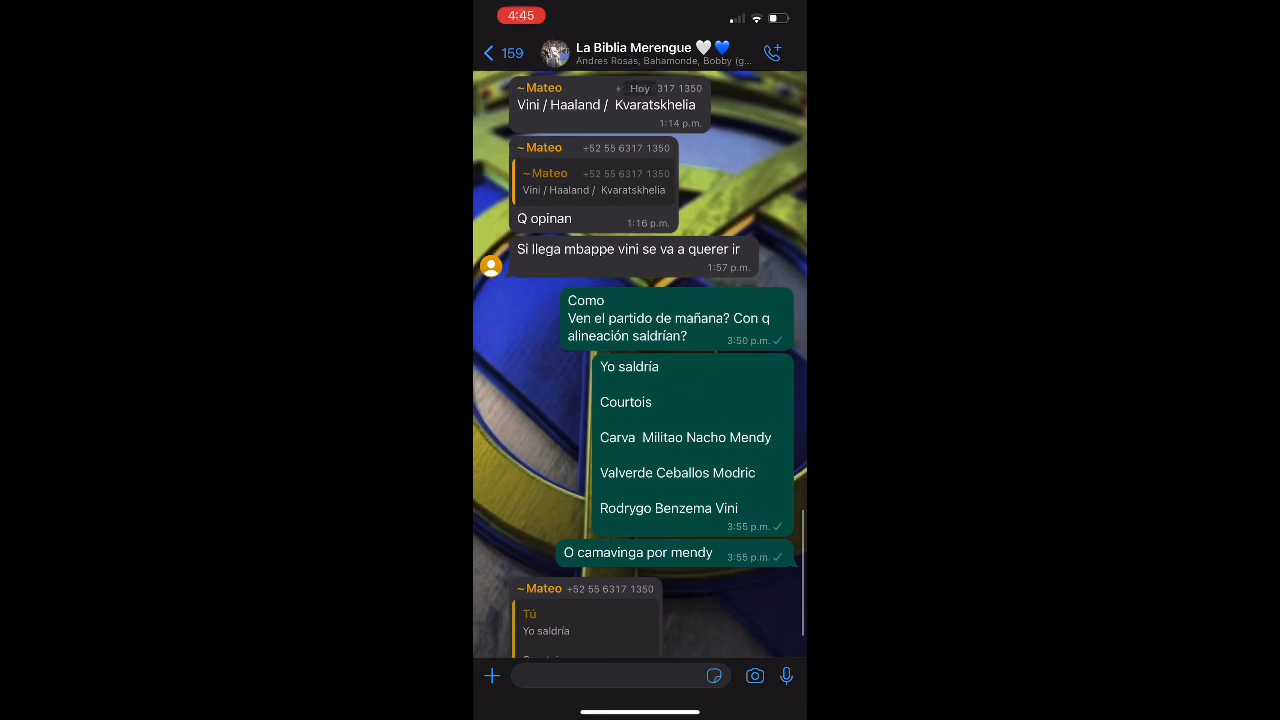 4:45
159
La Biblia Merengue 🤍💙
Andres Rosas, Bahamonde, Bobby (g...
~Mateo
+ Hoy 317 1350
Vini / Haaland / Kvaratskhelia
1:14 p.m.
~Mateo +52 55 6317 1350
~Mateo +52 55 6317 1350
Vini / Haaland / Kvaratskhelia
Q opinan
1:16 p.m.
Si llega mbappe vini se va a querer ir
1:57 p.m.
Como
Ven el partido de mañana? Con q
alineación saldrían?
3:50 p.m.
Yo saldría
Courtois
Carva Militao Nacho Mendy
Valverde Ceballos Modric
Rodrygo Benzema Vini
3:55 p.m.
O camavinga por mendy
3:55 p.m.
~Mateo +52 55 6317 1350
Tú
Yo saldría